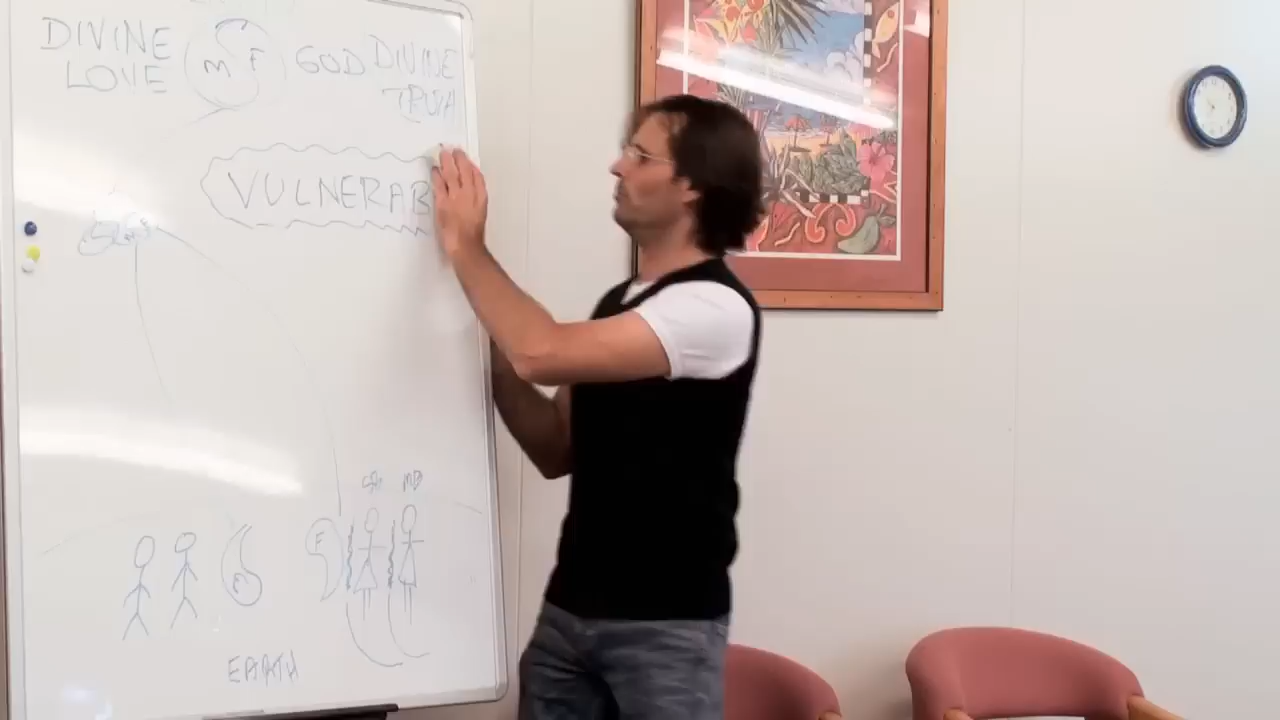 DIVINE
LOVE
M F
GOD
DIVINE
TRUTH
VULNERAB
M
F
EARTH